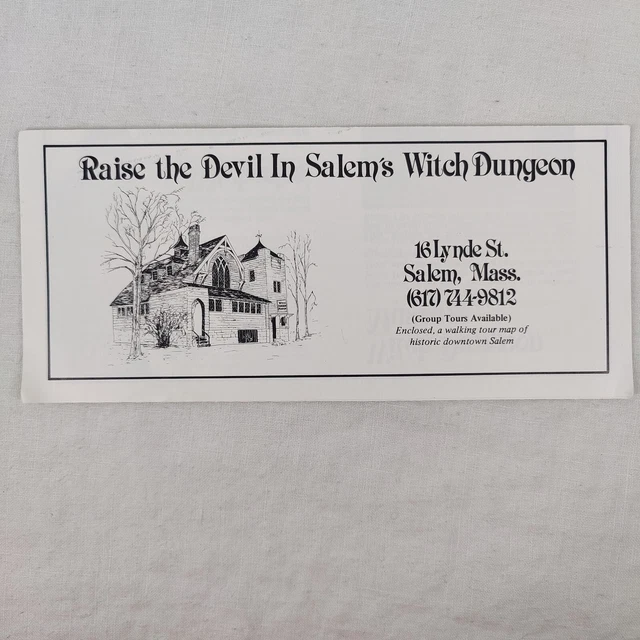 Raise the Devil In Salem's Witch Dungeon
16 Lynde St.
Salem, Mass.
(617) 744-9812
(Group Tours Available)
Enclosed, a walking tour map of
historic downtown Salem